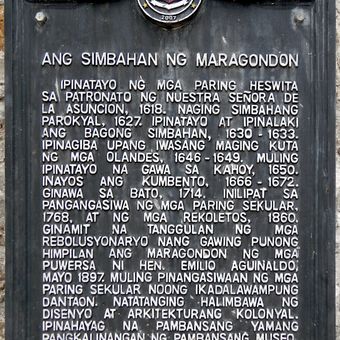 2007
ANG SIMBAHAN NG MARAGONDON
IPINATAYO NG MGA PARING HESWITA
SA PATRONATO NG NUESTRA SEÑORA DE
LA ASUNCION, 1618. NAGING SIMBAHANG
PAROKYAL, 1627. IPINATAYO AT IPINALAKI
ANG BAGONG SIMBAHAN, 1630-1633.
IPINAGIBA UPANG IWASANG MAGING KUTA
NG MGA OLANDES, 1646-1649. MULING
IPINATAYO NA GAWA SA KAHOY, 1650.
INAYOS ANG KUMBENTO, 1666-1672.
GINAWA SA BATO, 1714. INILIPAT SA
PANGANGASIWA NG MGA PARING SEKULAR,
1768, AT NG MGA REKOLETOS, 1860.
GINAMIT NA TANGGULAN NG MGA
REBOLUSYONARYO NANG GAWING PUNONG
HIMPILAN ANG MARAGONDON NG MGA
PUWERSA NI HEN. EMILIO AGUINALDO,
MAYO 1897. MULING PINANGASIWAAN NG MGA
PARING SEKULAR NOONG IKADALAWAMPUNG
DANTAON. NATATANGING HALIMBAWA NG
DISENYO AT ARKITEKTURANG KOLONYAL.
IPINAHAYAG NA PAMBANSANG YAMANG
PANGKALINANGAN NG PAMBANSANG MUSEO,